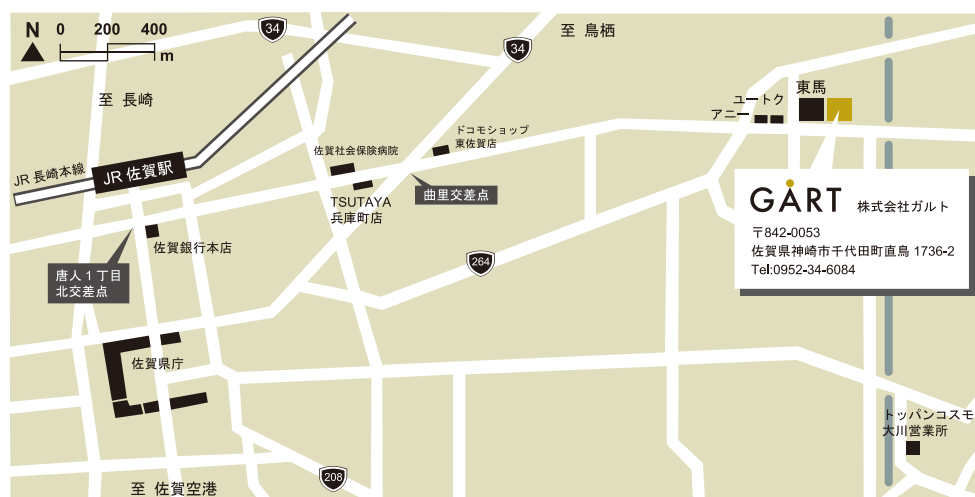 N
0 200 400
m
34
至 鳥栖
34
至 長崎
ユートク
東馬
アニー
ドコモショップ
東佐賀店
佐賀社会保険病院
JR 長崎本線
JR 佐賀駅
TSUTAYA
兵庫町店
曲里交差点
GART 株式会社ガルト
〒842-0053
佐賀県神崎市千代田町直鳥 1736-2
Tel:0952-34-6084
佐賀銀行本店
264
唐人 1 丁目
北交差点
佐賀県庁
トッパンコスモ
大川営業所
208
至 佐賀空港